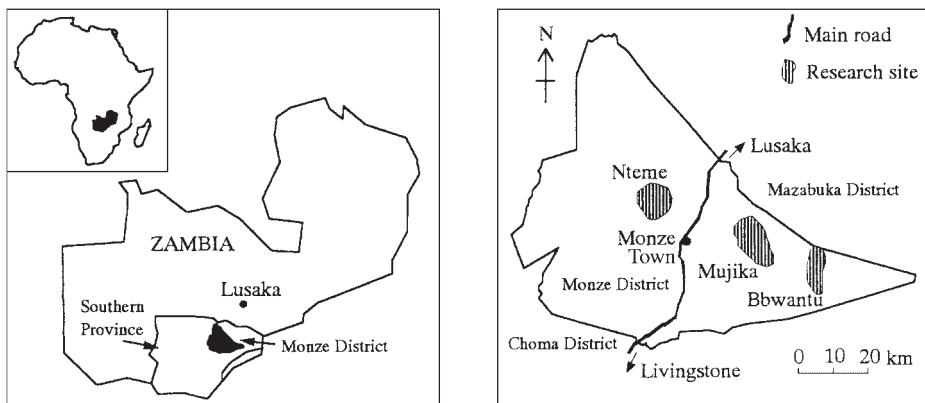 ZAMBIA
Lusaka
Southern
Province
Monze District
N
Main road
Research site
Lusaka
Nteme
Mazabuka District
Monze
Town
Mujika
Monze District
Bbwantu
Choma District
0 10 20 km
Livingstone